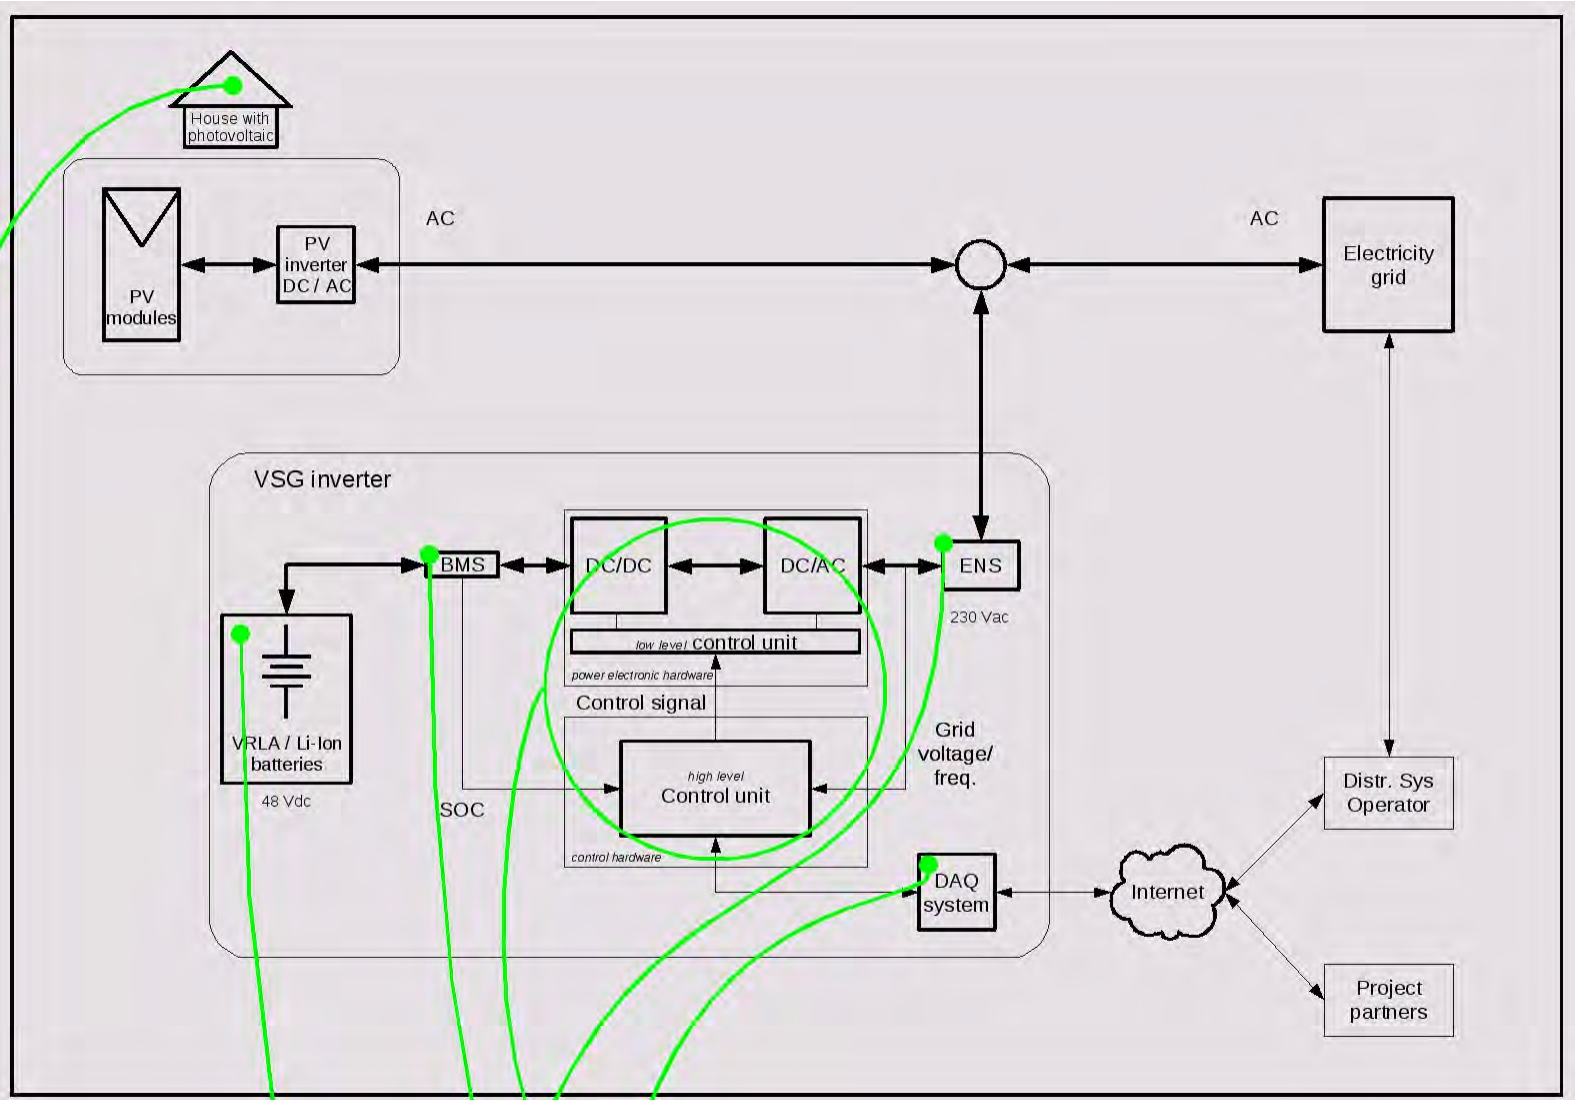 House with
photovoltaic
AC
AC
PV
modules
PV
inverter
DC / AC
Electricity
grid
VSG inverter
BMS
DC/DC
DC/AC
ENS
230 Vac
low level control unit
power electronic hardware
Control signal
VRLA / Li-Ion
batteries
48 Vdc
SOC
high level
Control unit
control hardware
Grid
voltage/
freq.
DAQ
system
Internet
Distr. Sys
Operator
Project
partners